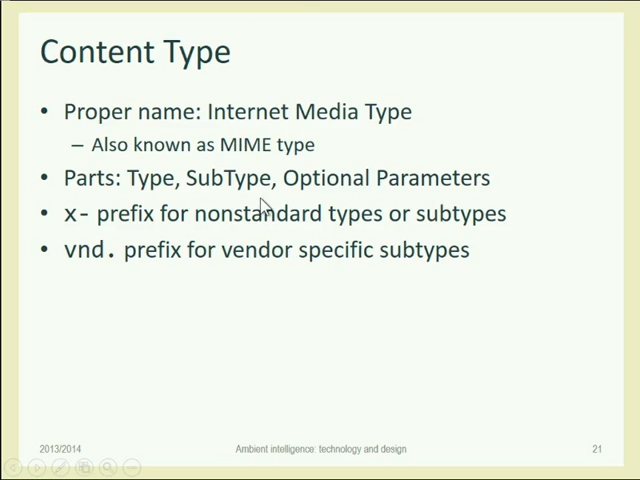 Content Type
• Proper name: Internet Media Type
– Also known as MIME type
• Parts: Type, SubType, Optional Parameters
• x- prefix for nonstandard types or subtypes
• vnd. prefix for vendor specific subtypes
2013/2014 Ambient intelligence: technology and design 21